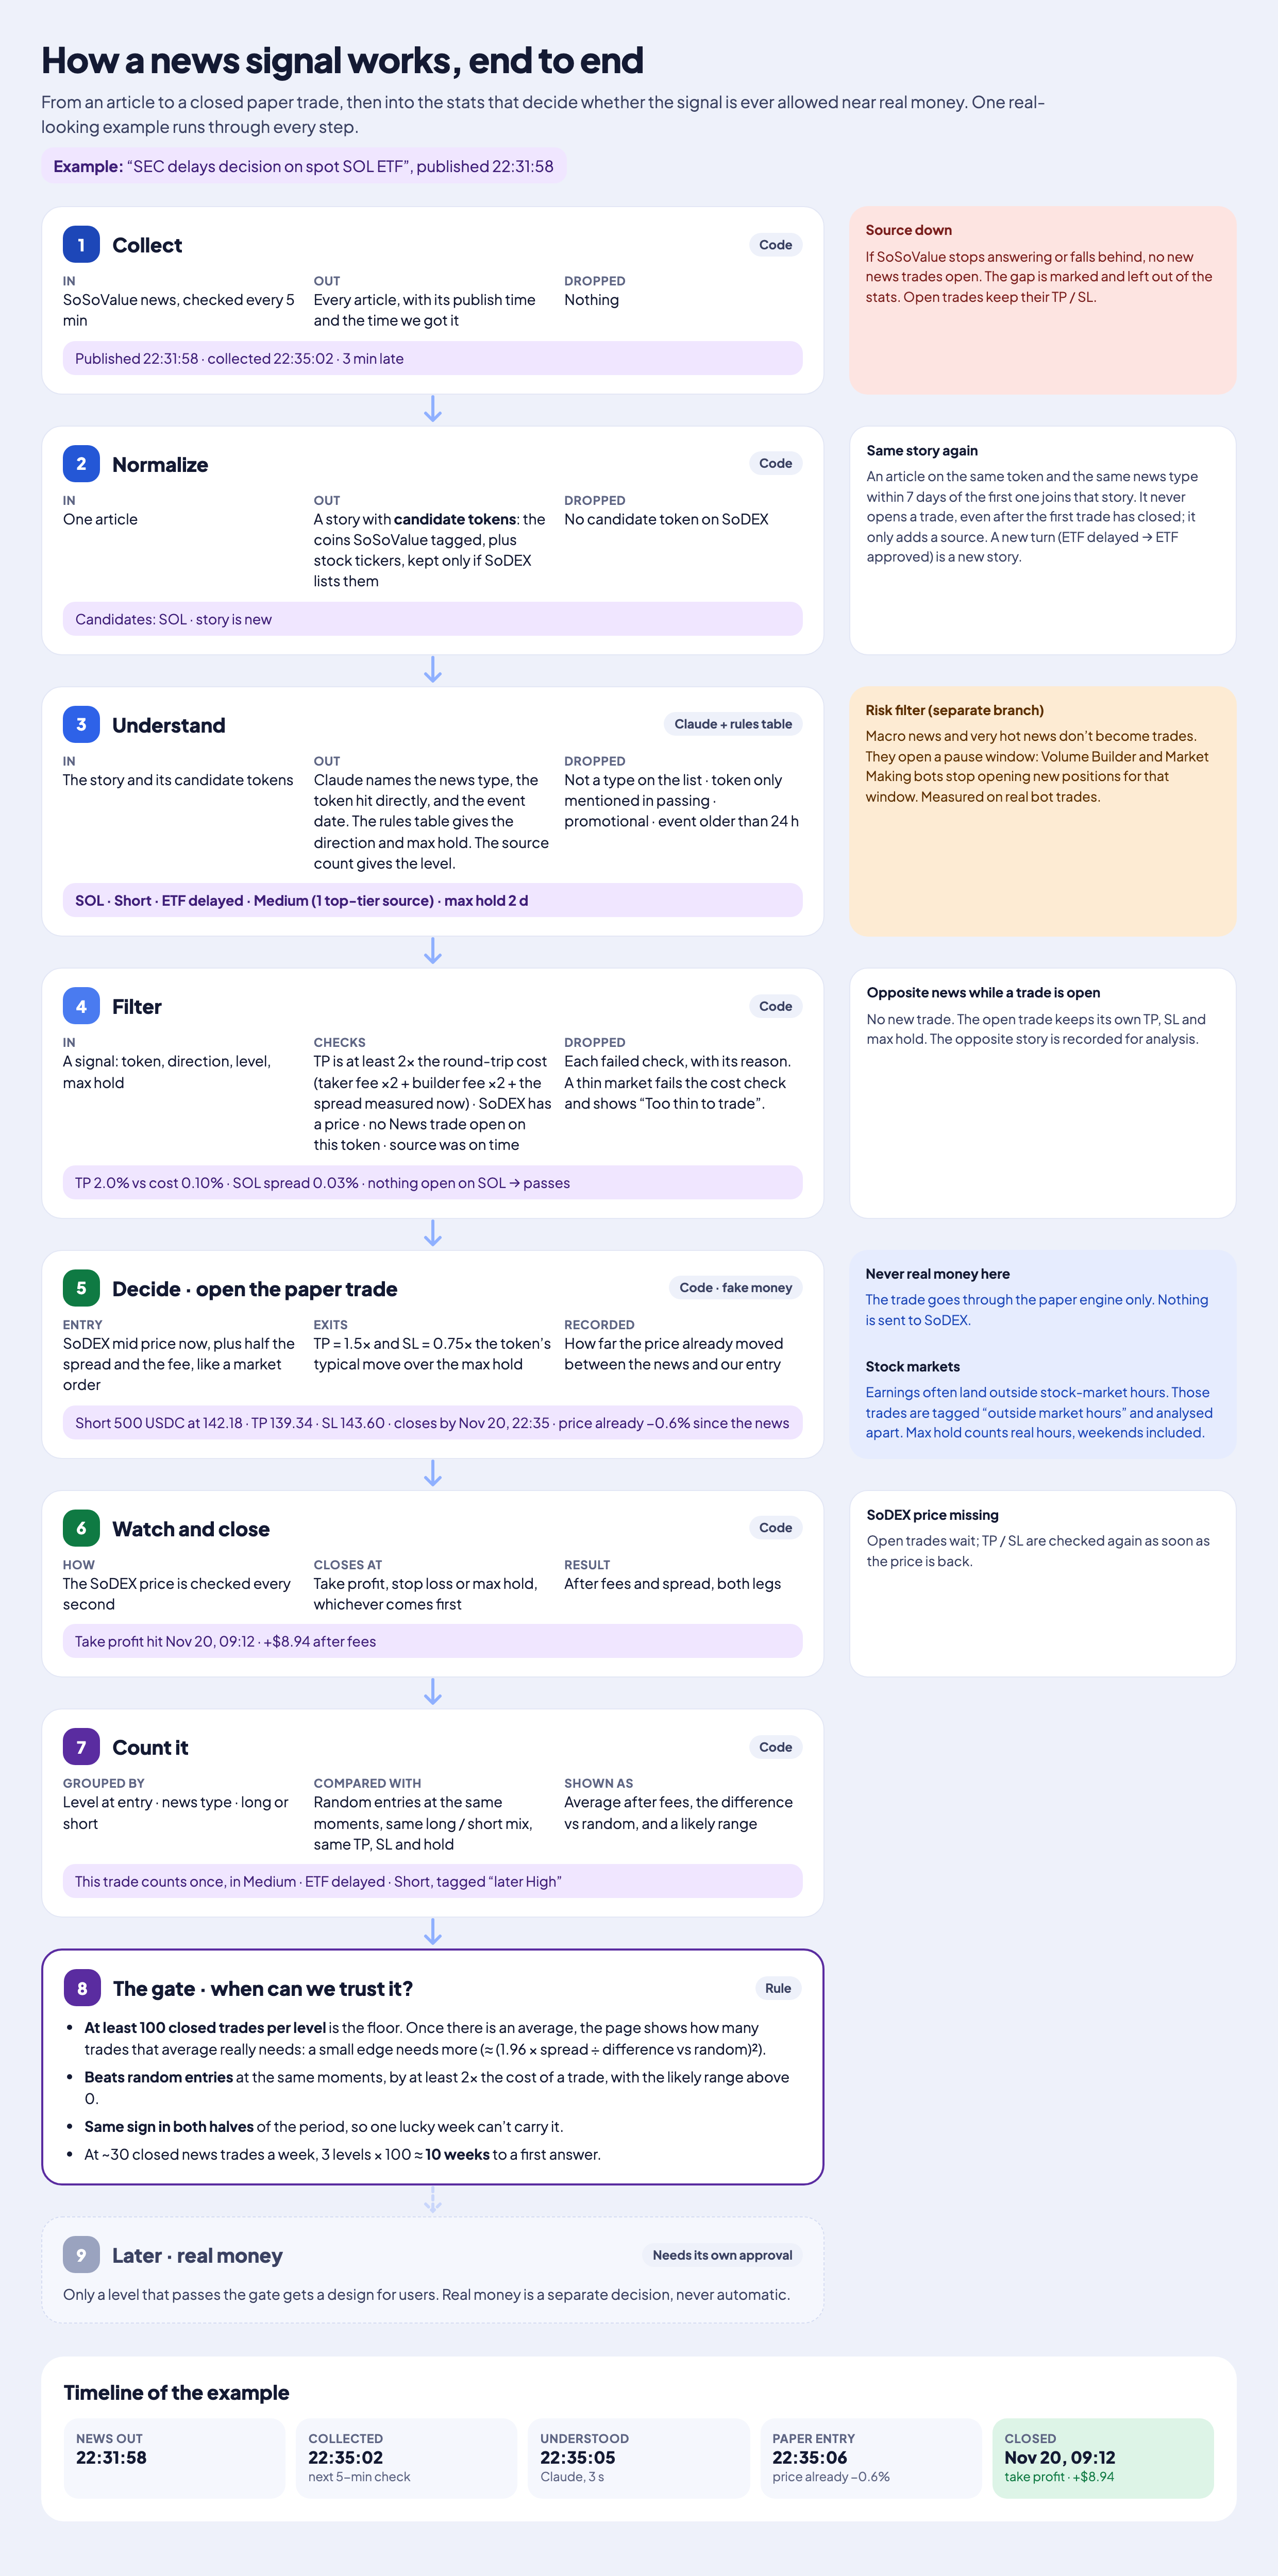 How a news signal works, end to end
From an article to a closed paper trade, then into the stats that decide whether the signal is ever allowed near real money. One real-
looking example runs through every step.
Example: “SEC delays decision on spot SOL ETF”, published 22:31:58
1
Collect
Code
IN
SoSoValue news, checked every 5
min
OUT
Every article, with its publish time
and the time we got it
DROPPED
Nothing
Published 22:31:58 · collected 22:35:02 · 3 min late
Source down
If SoSoValue stops answering or falls behind, no new
news trades open. The gap is marked and left out of the
stats. Open trades keep their TP / SL.
2
Normalize
Code
IN
One article
OUT
A story with candidate tokens: the
coins SoSoValue tagged, plus
stock tickers, kept only if SoDEX
lists them
DROPPED
No candidate token on SoDEX
Candidates: SOL · story is new
Same story again
An article on the same token and the same news type
within 7 days of the first one joins that story. It never
opens a trade, even after the first trade has closed; it
only adds a source. A new turn (ETF delayed → ETF
approved) is a new story.
3
Understand
Claude + rules table
IN
The story and its candidate tokens
OUT
Claude names the news type, the
token hit directly, and the event
date. The rules table gives the
direction and max hold. The source
count gives the level.
DROPPED
Not a type on the list · token only
mentioned in passing ·
promotional · event older than 24 h
SOL · Short · ETF delayed · Medium (1 top-tier source) · max hold 2 d
Risk filter (separate branch)
Macro news and very hot news don’t become trades.
They open a pause window: Volume Builder and Market
Making bots stop opening new positions for that
window. Measured on real bot trades.
4
Filter
Code
IN
A signal: token, direction, level,
max hold
CHECKS
TP is at least 2× the round-trip cost
(taker fee ×2 + builder fee ×2 + the
spread measured now) · SoDEX has
a price · no News trade open on
this token · source was on time
DROPPED
Each failed check, with its reason.
A thin market fails the cost check
and shows “Too thin to trade”.
TP 2.0% vs cost 0.10% · SOL spread 0.03% · nothing open on SOL → passes
Opposite news while a trade is open
No new trade. The open trade keeps its own TP, SL and
max hold. The opposite story is recorded for analysis.
5
Decide · open the paper trade
Code · fake money
ENTRY
SoDEX mid price now, plus half the
spread and the fee, like a market
order
EXITS
TP = 1.5× and SL = 0.75× the token’s
typical move over the max hold
RECORDED
How far the price already moved
between the news and our entry
Short 500 USDC at 142.18 · TP 139.34 · SL 143.60 · closes by Nov 20, 22:35 · price already −0.6% since the news
Never real money here
The trade goes through the paper engine only. Nothing
is sent to SoDEX.
Stock markets
Earnings often land outside stock-market hours. Those
trades are tagged “outside market hours” and analysed
apart. Max hold counts real hours, weekends included.
6
Watch and close
Code
HOW
The SoDEX price is checked every
second
CLOSES AT
Take profit, stop loss or max hold,
whichever comes first
RESULT
After fees and spread, both legs
Take profit hit Nov 20, 09:12 · +$8.94 after fees
SoDEX price missing
Open trades wait; TP / SL are checked again as soon as
the price is back.
7
Count it
Code
GROUPED BY
Level at entry · news type · long or
short
COMPARED WITH
Random entries at the same
moments, same long / short mix,
same TP, SL and hold
SHOWN AS
Average after fees, the difference
vs random, and a likely range
This trade counts once, in Medium · ETF delayed · Short, tagged “later High”
8
The gate · when can we trust it?
Rule
• At least 100 closed trades per level is the floor. Once there is an average, the page shows how many
trades that average really needs: a small edge needs more (≈ (1.96 × spread ÷ difference vs random)²).
• Beats random entries at the same moments, by at least 2× the cost of a trade, with the likely range above
0.
• Same sign in both halves of the period, so one lucky week can’t carry it.
• At ~30 closed news trades a week, 3 levels × 100 ≈ 10 weeks to a first answer.
9
Later · real money
Needs its own approval
Only a level that passes the gate gets a design for users. Real money is a separate decision, never automatic.
Timeline of the example
NEWS OUT
22:31:58
COLLECTED
22:35:02
next 5-min check
UNDERSTOOD
22:35:05
Claude, 3 s
PAPER ENTRY
22:35:06
price already −0.6%
CLOSED
Nov 20, 09:12
take profit · +$8.94